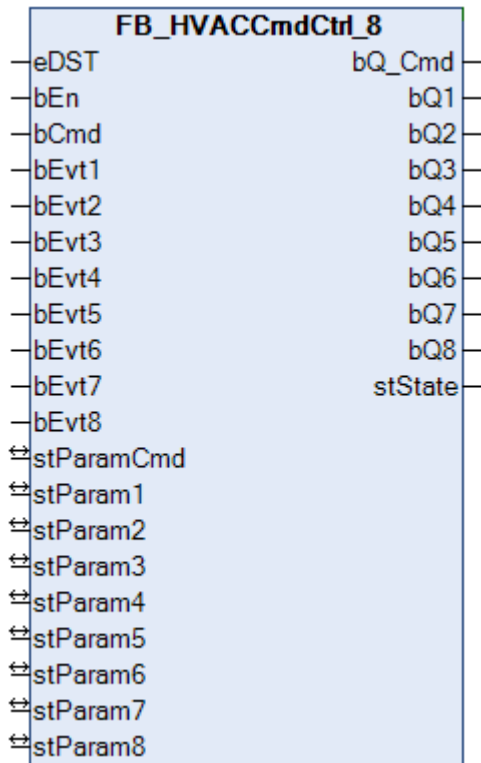 FB_HVACCmdCtrl_8
eDST bQ_Cmd
bEn bQ1
bCmd bQ2
bEvt1 bQ3
bEvt2 bQ4
bEvt3 bQ5
bEvt4 bQ6
bEvt5 bQ7
bEvt6 bQ8
bEvt7 stState
bEvt8
stParamCmd
stParam1
stParam2
stParam3
stParam4
stParam5
stParam6
stParam7
stParam8